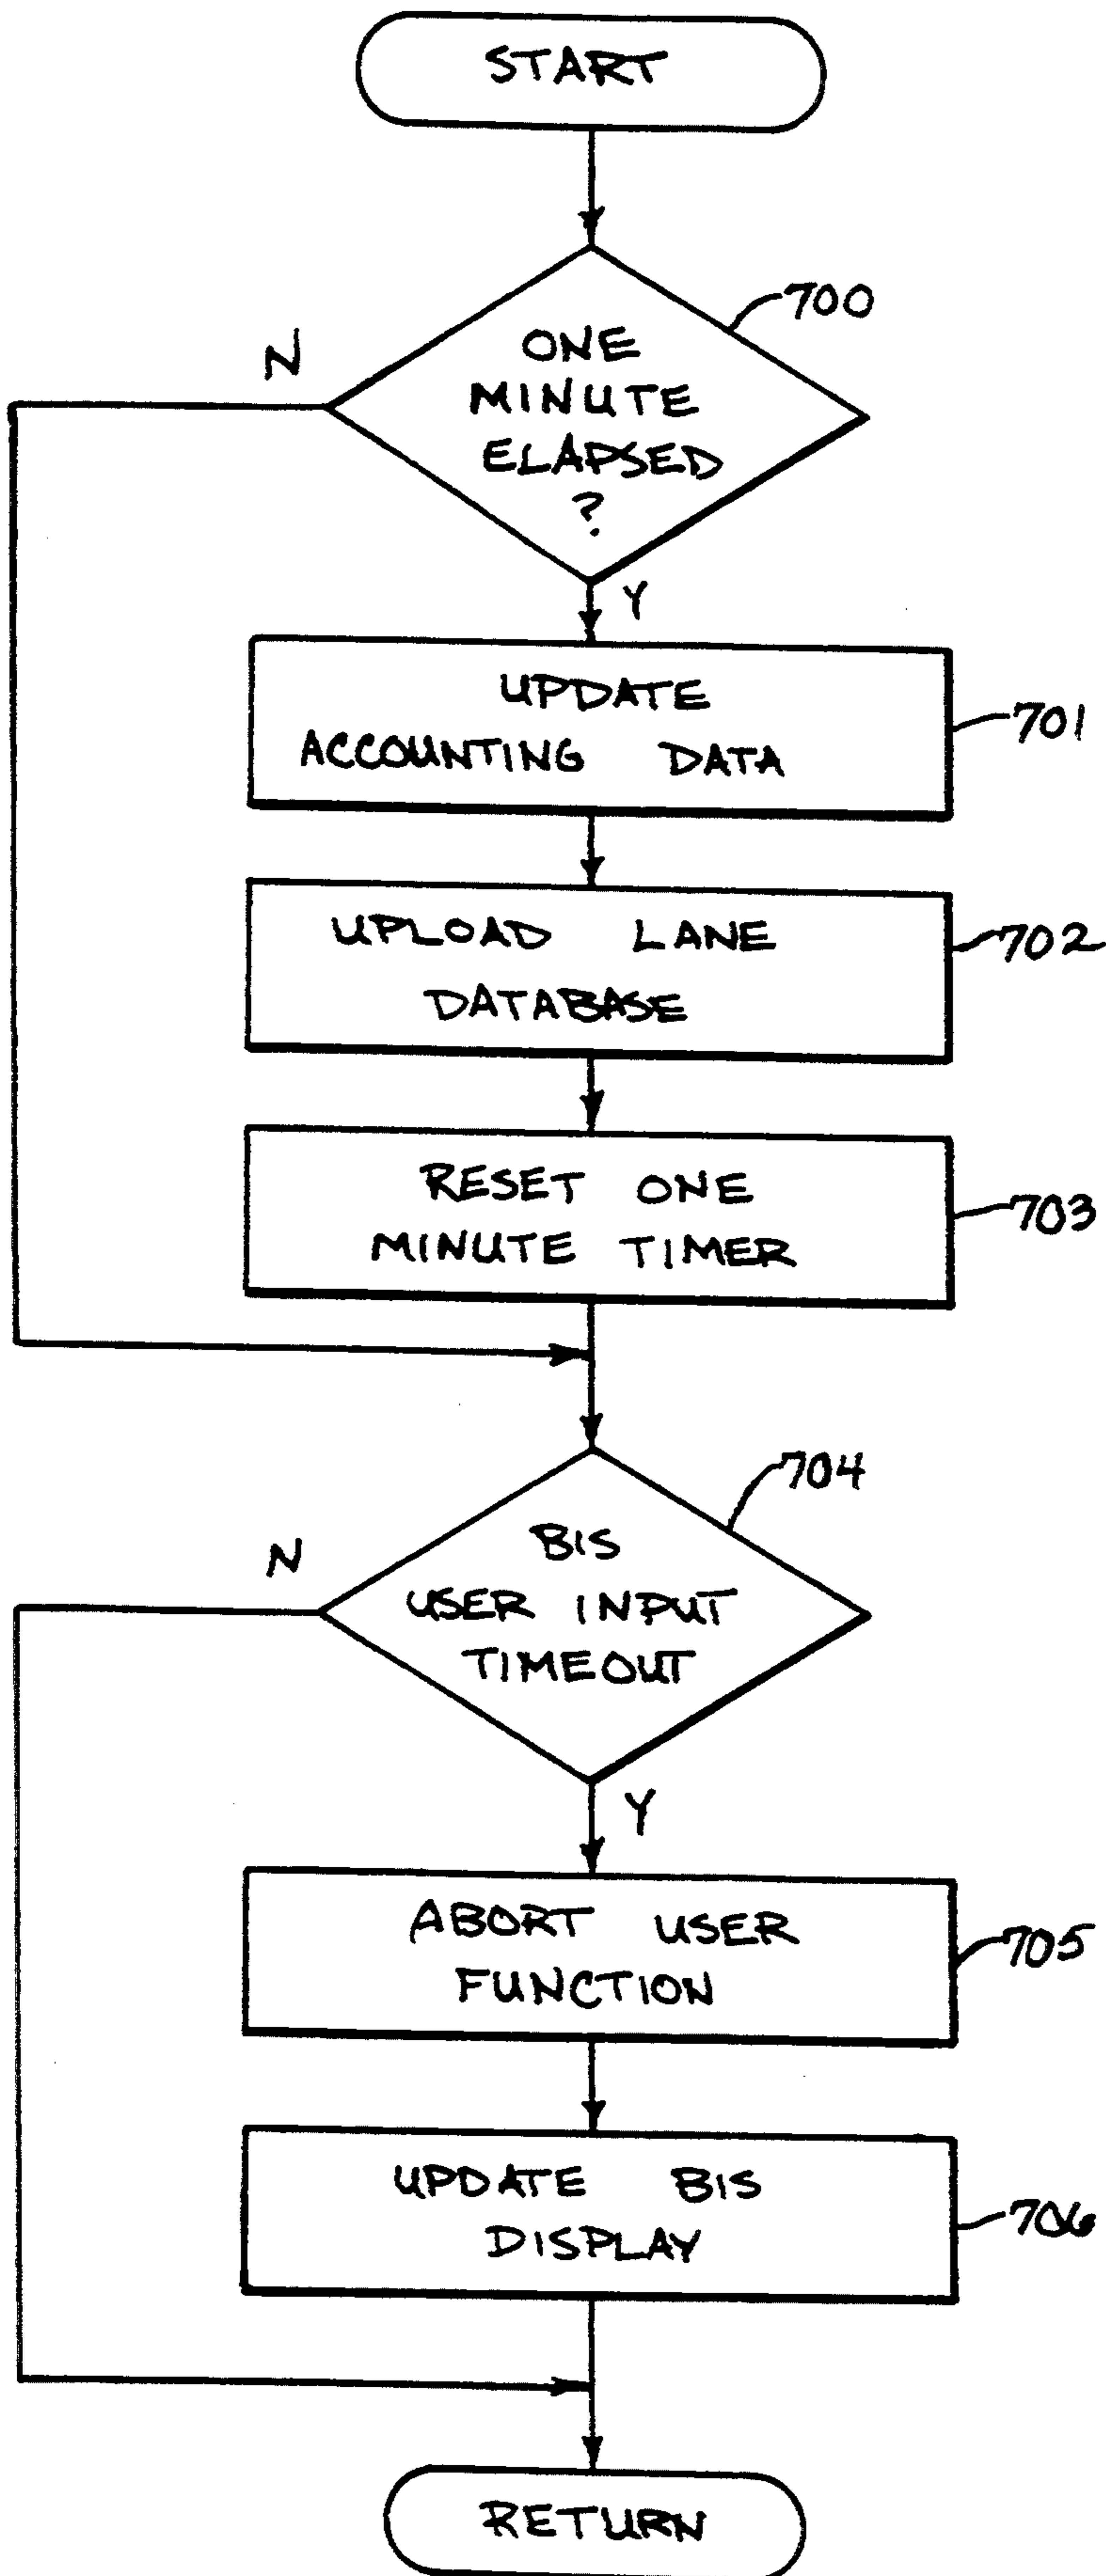 START
700
N
ONE
MINUTE
ELAPSED
?
Y
UPDATE
ACCOUNTING DATA
701
UPLOAD LANE
DATABASE
702
RESET ONE
MINUTE TIMER
703
704
N
BIS
USER INPUT
TIMEOUT
Y
ABORT USER
FUNCTION
705
UPDATE BIS
DISPLAY
706
RETURN